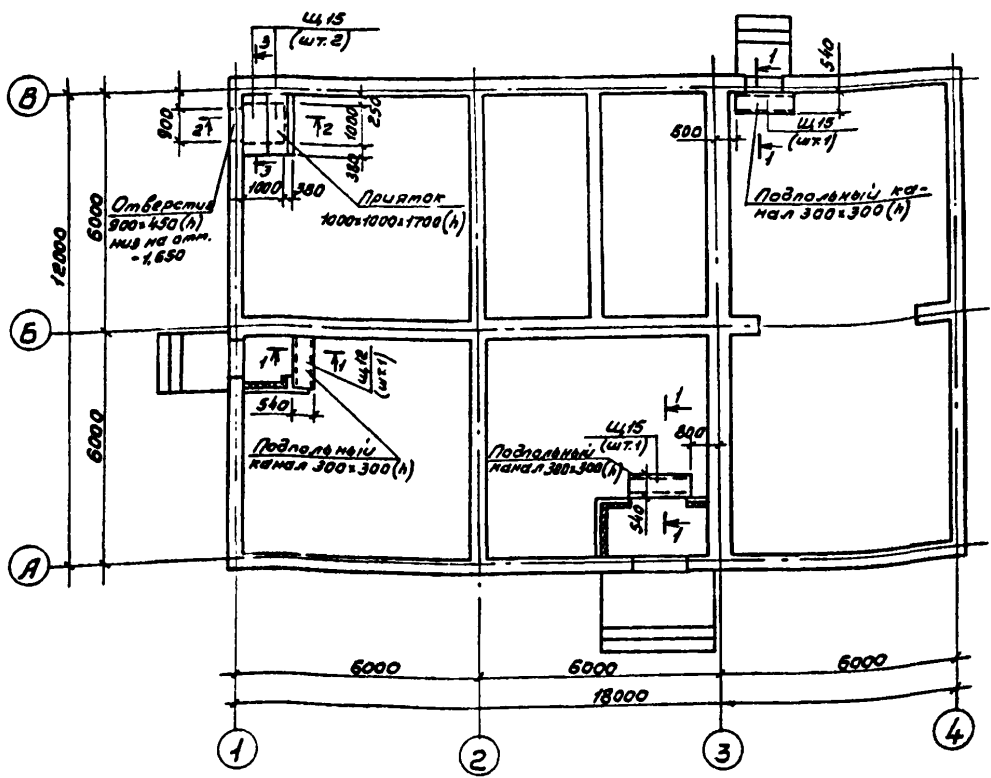 Щ15
(шт. 2)
3
В
900
2
2
1000
250
380
3
1000
380
Отверстие
900×450(h)
низ на отм.
-1,650
Приямок
1000×1000×1700(h)
1
540
Щ15
(шт.1)
600
1
Подпольный ка-
нал 300×300(h)
12000
6000
Б
1
1
Щ12
(шт.1)
540
6000
Подпольный
канал 300×300(h)
1
800
Щ15
(шт.1)
Подпольный
канал 300×300(h)
540
1
А
6000
6000
6000
18000
1
2
3
4